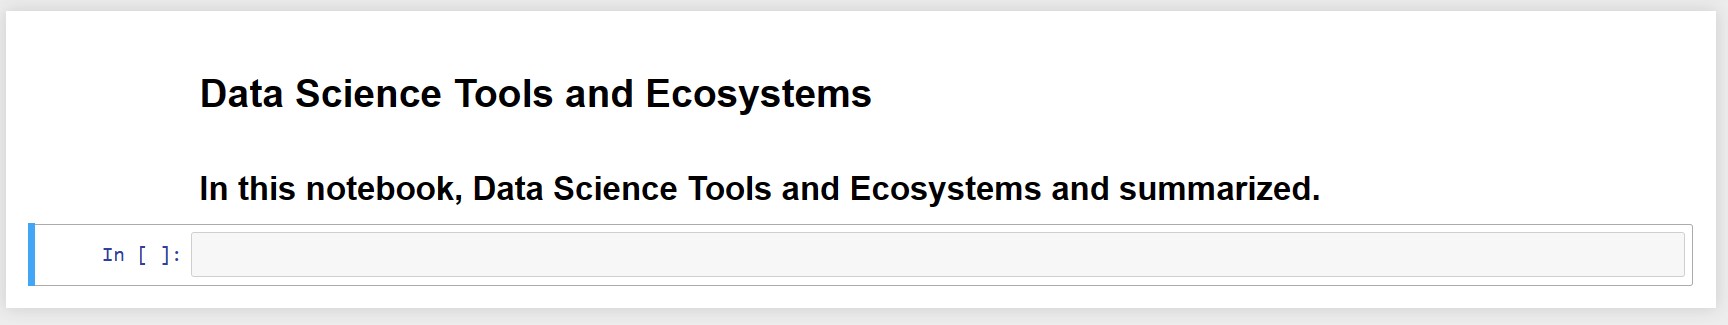 Data Science Tools and Ecosystems
In this notebook, Data Science Tools and Ecosystems and summarized.
In [ ]: